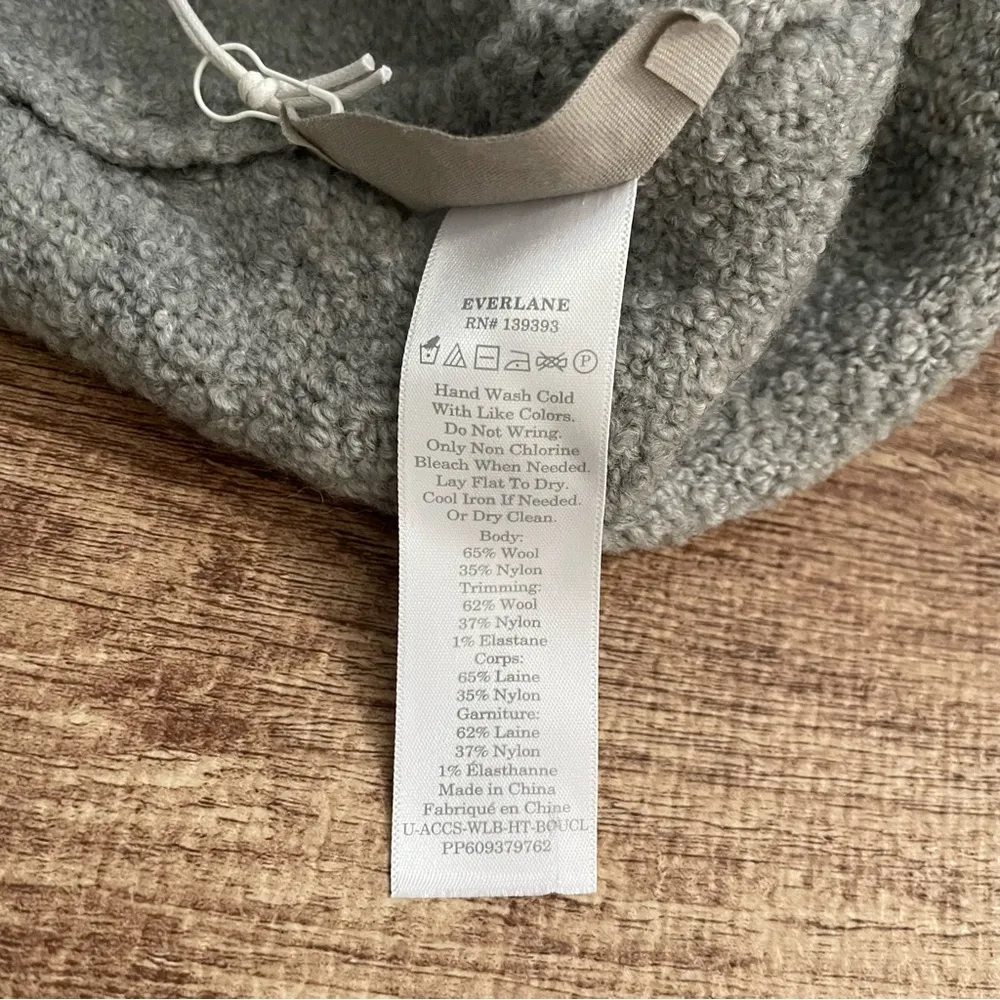 EVERLANE
RN# 139393
P
Hand Wash Cold
With Like Colors.
Do Not Wring.
Only Non Chlorine
Bleach When Needed.
Lay Flat To Dry.
Cool Iron If Needed.
Or Dry Clean.
Body:
65% Wool
35% Nylon
Trimming:
62% Wool
37% Nylon
1% Elastane
Corps:
65% Laine
35% Nylon
Garniture:
62% Laine
37% Nylon
1% Élasthanne
Made in China
Fabriqué en Chine
U-ACCS-WLB-HT-BOUCL
PP609379762